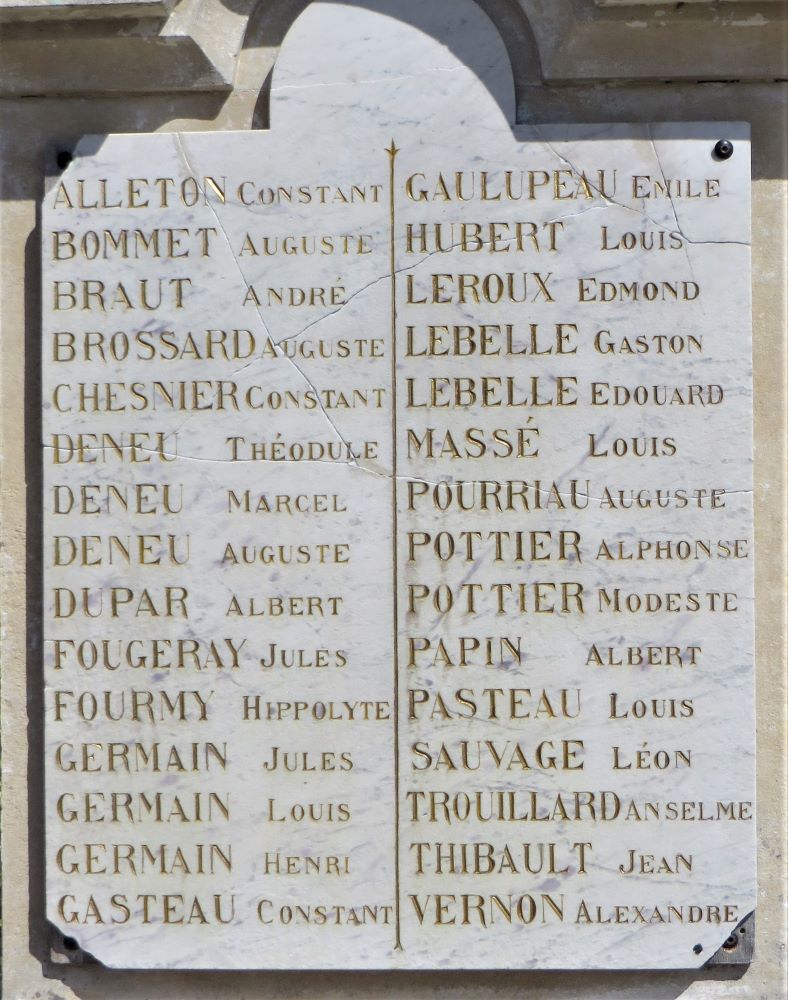 ALLETON CONSTANT
BOMMET AUGUSTE
BRAUT ANDRÉ
BROSSARD AUGUSTE
CHESNIER CONSTANT
DENEU THÉODULE
DENEU MARCEL
DENEU AUGUSTE
DUPAR ALBERT
FOUGERAY JULES
FOURMY HIPPOLYTE
GERMAIN JULES
GERMAIN LOUIS
GERMAIN HENRI
GASTEAU CONSTANT
GAULUPEAU EMILE
HUBERT LOUIS
LEROUX EDMOND
LEBELLE GASTON
LEBELLE EDOUARD
MASSÉ LOUIS
POURRIAU AUGUSTE
POTTIER ALPHONSE
POTTIER MODESTE
PAPIN ALBERT
PASTEAU LOUIS
SAUVAGE LÉON
TROUILLARD ANSELME
THIBAULT JEAN
VERNON ALEXANDRE